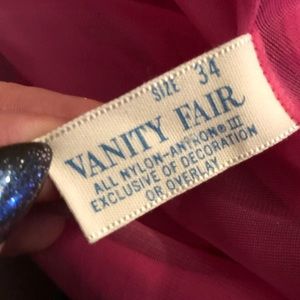 SIZE 34
VANITY FAIR
ALL NYLON-ANTRON® III
EXCLUSIVE OF DECORATION
OR OVERLAY